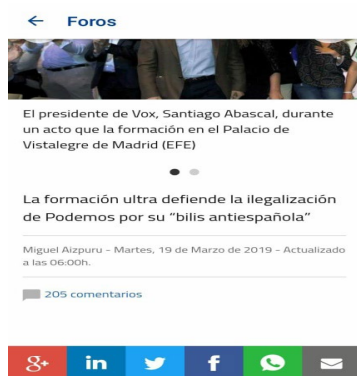 Foros
El presidente de Vox, Santiago Abascal, durante
un acto que la formación en el Palacio de
Vistalegre de Madrid (EFE)
La formación ultra defiende la ilegalización
de Podemos por su “bilis antiespañola”
Miguel Aizpuru - Martes, 19 de Marzo de 2019 - Actualizado
a las 06:00h.
205 comentarios
8+ in f